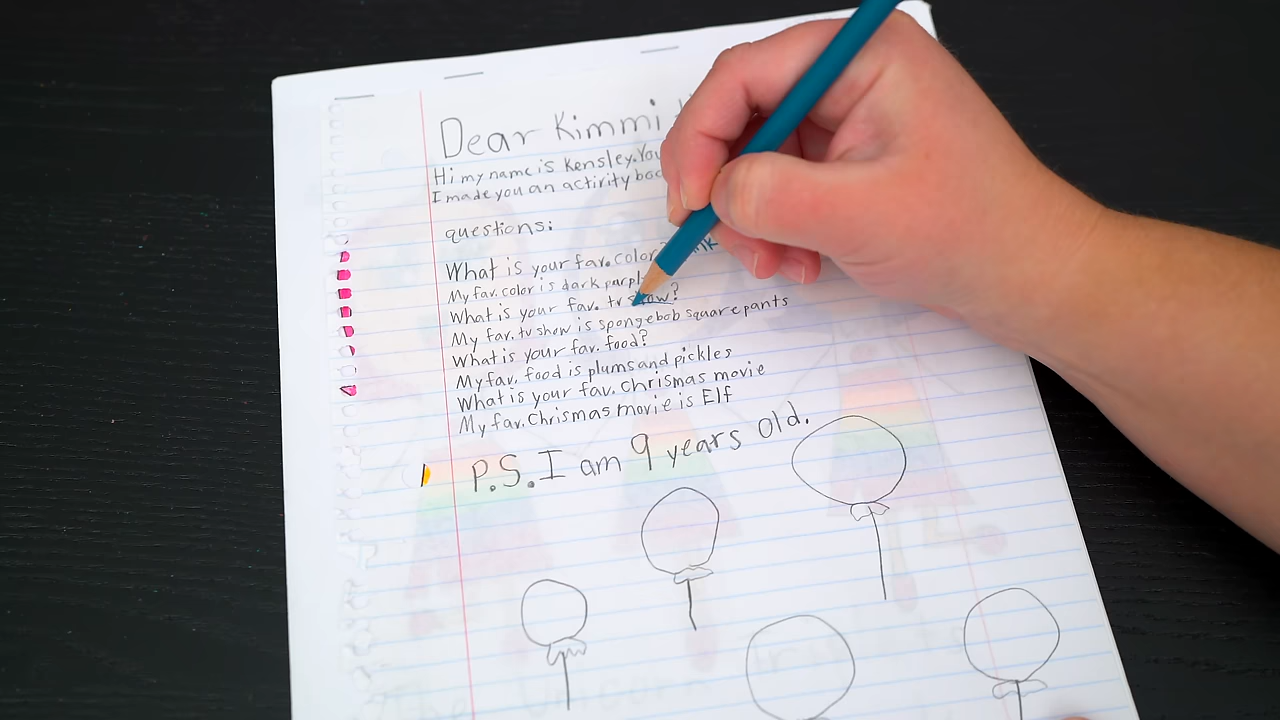 Dear Kimmi
Hi my name is Kensley. You
I made you an activity boo
questions:
What is your fav. color?
My fav. color is dark purpl
What is your fav. tv show?
My fav. tv show is spongebob squarepants
What is your fav. food?
My fav. food is plums and pickles
What is your fav. Chrismas movie
My fav. Chrismas movie is Elf
P.S. I am 9 years old.